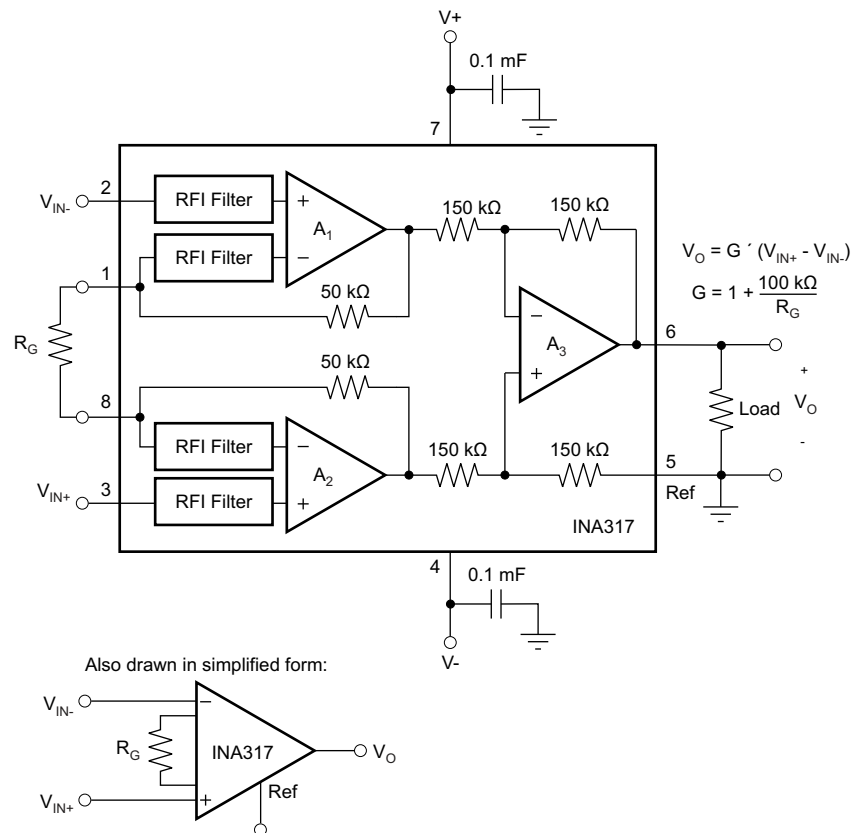 V+
0.1 mF
7
V_IN-
2
RFI Filter
+
A_1
150 kΩ
150 kΩ
V_O = G ´ (V_IN+ - V_IN-)
RFI Filter
−
1
50 kΩ
G = 1 + 100 kΩ / R_G
R_G
−
A_3
6
+
50 kΩ
+
8
Load
V_O
RFI Filter
−
A_2
150 kΩ
150 kΩ
-
5
V_IN+
3
RFI Filter
+
Ref
INA317
4
0.1 mF
V-
Also drawn in simplified form:
V_IN-
−
R_G
INA317
V_O
Ref
V_IN+
+